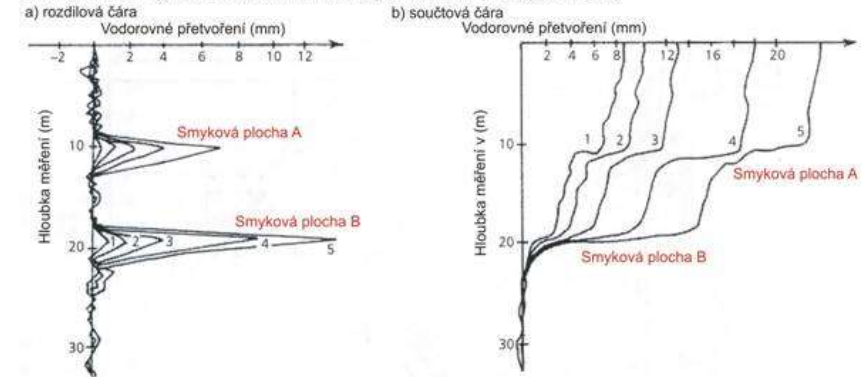 a) rozdílová čára
Vodorovné přetvoření (mm)
-2 2 4 6 8 10 12
Hloubka měření (m)
10
20
30
Smyková plocha A
Smyková plocha B
1 2 3 4 5
b) součtová čára
Vodorovné přetvoření (mm)
2 4 6 8 12 16 20
Hloubka měření v (m)
10
20
30
1 2 3 4 5
Smyková plocha A
Smyková plocha B